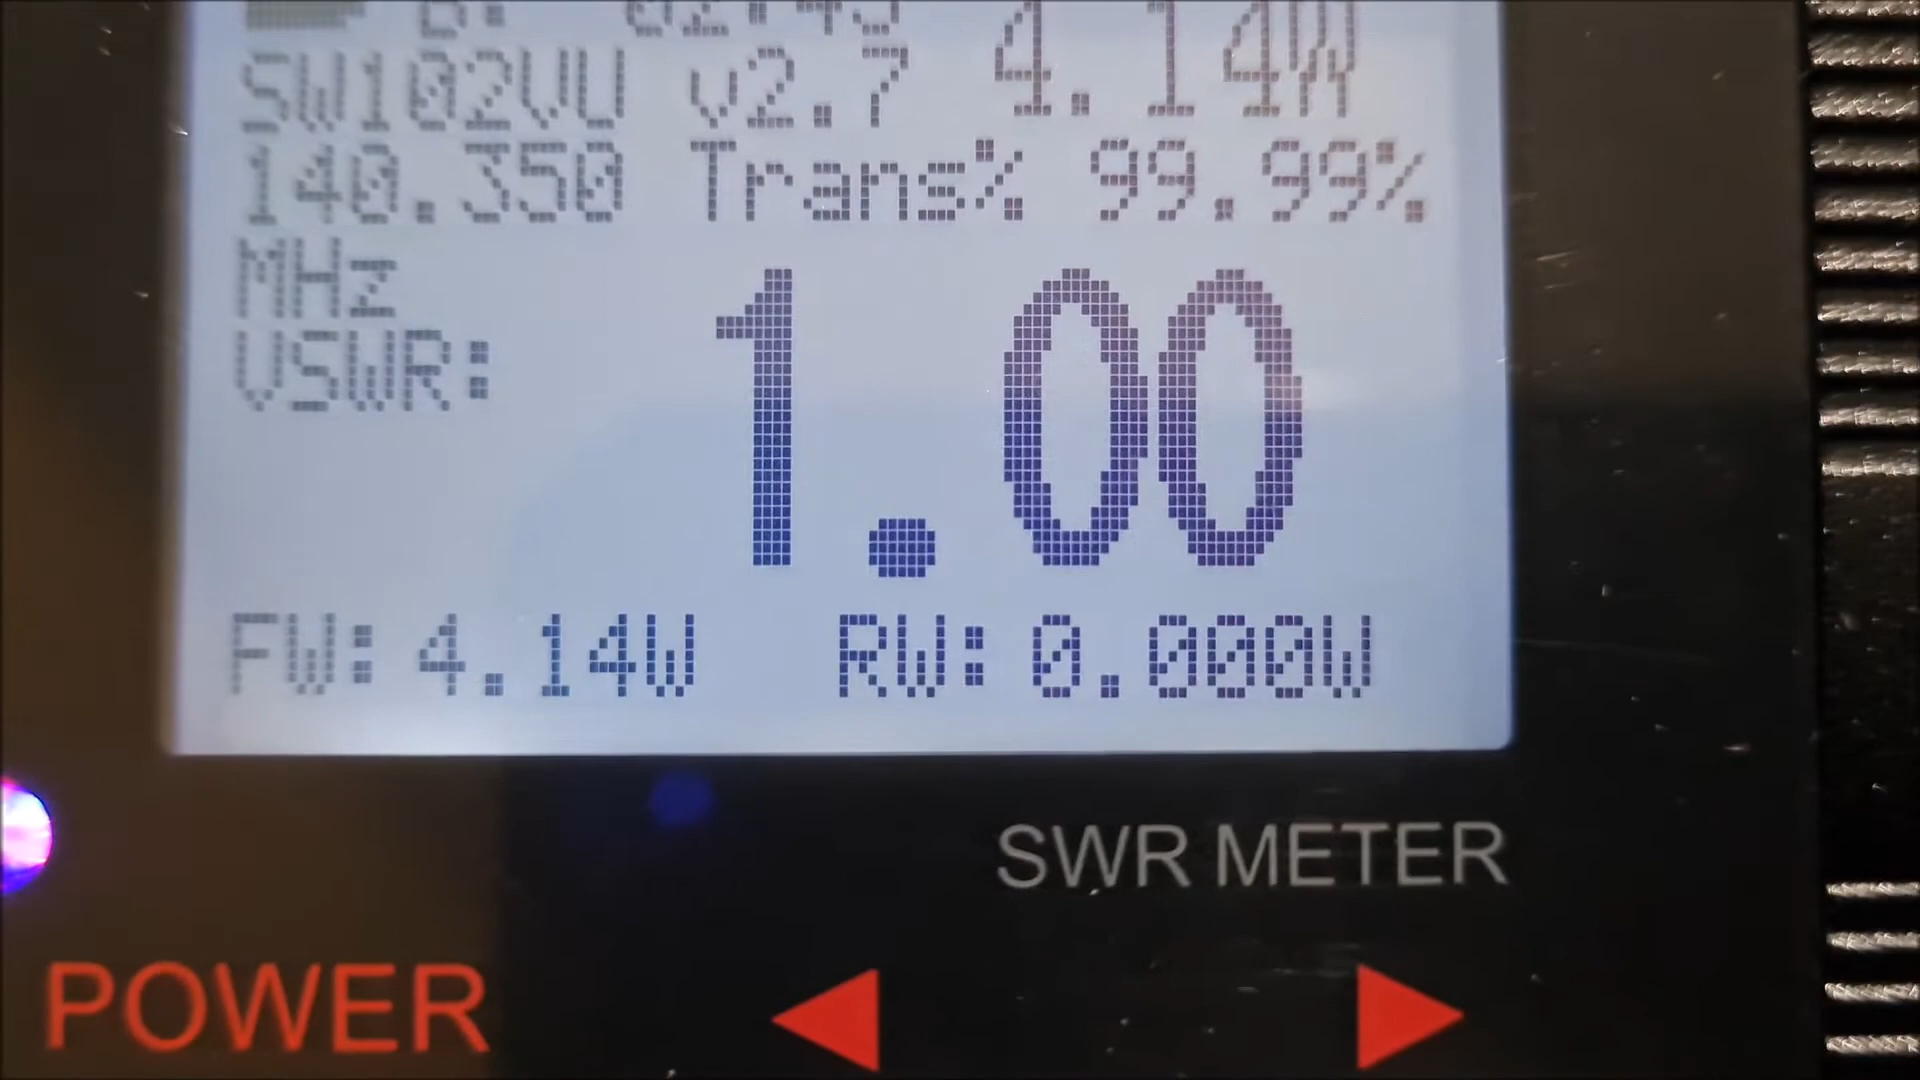 4.14W
SW102VU v2.7
140.350 Trans% 99.99%
MHz
VSWR: 1.00
FW: 4.14W RW: 0.000W
SWR METER
POWER